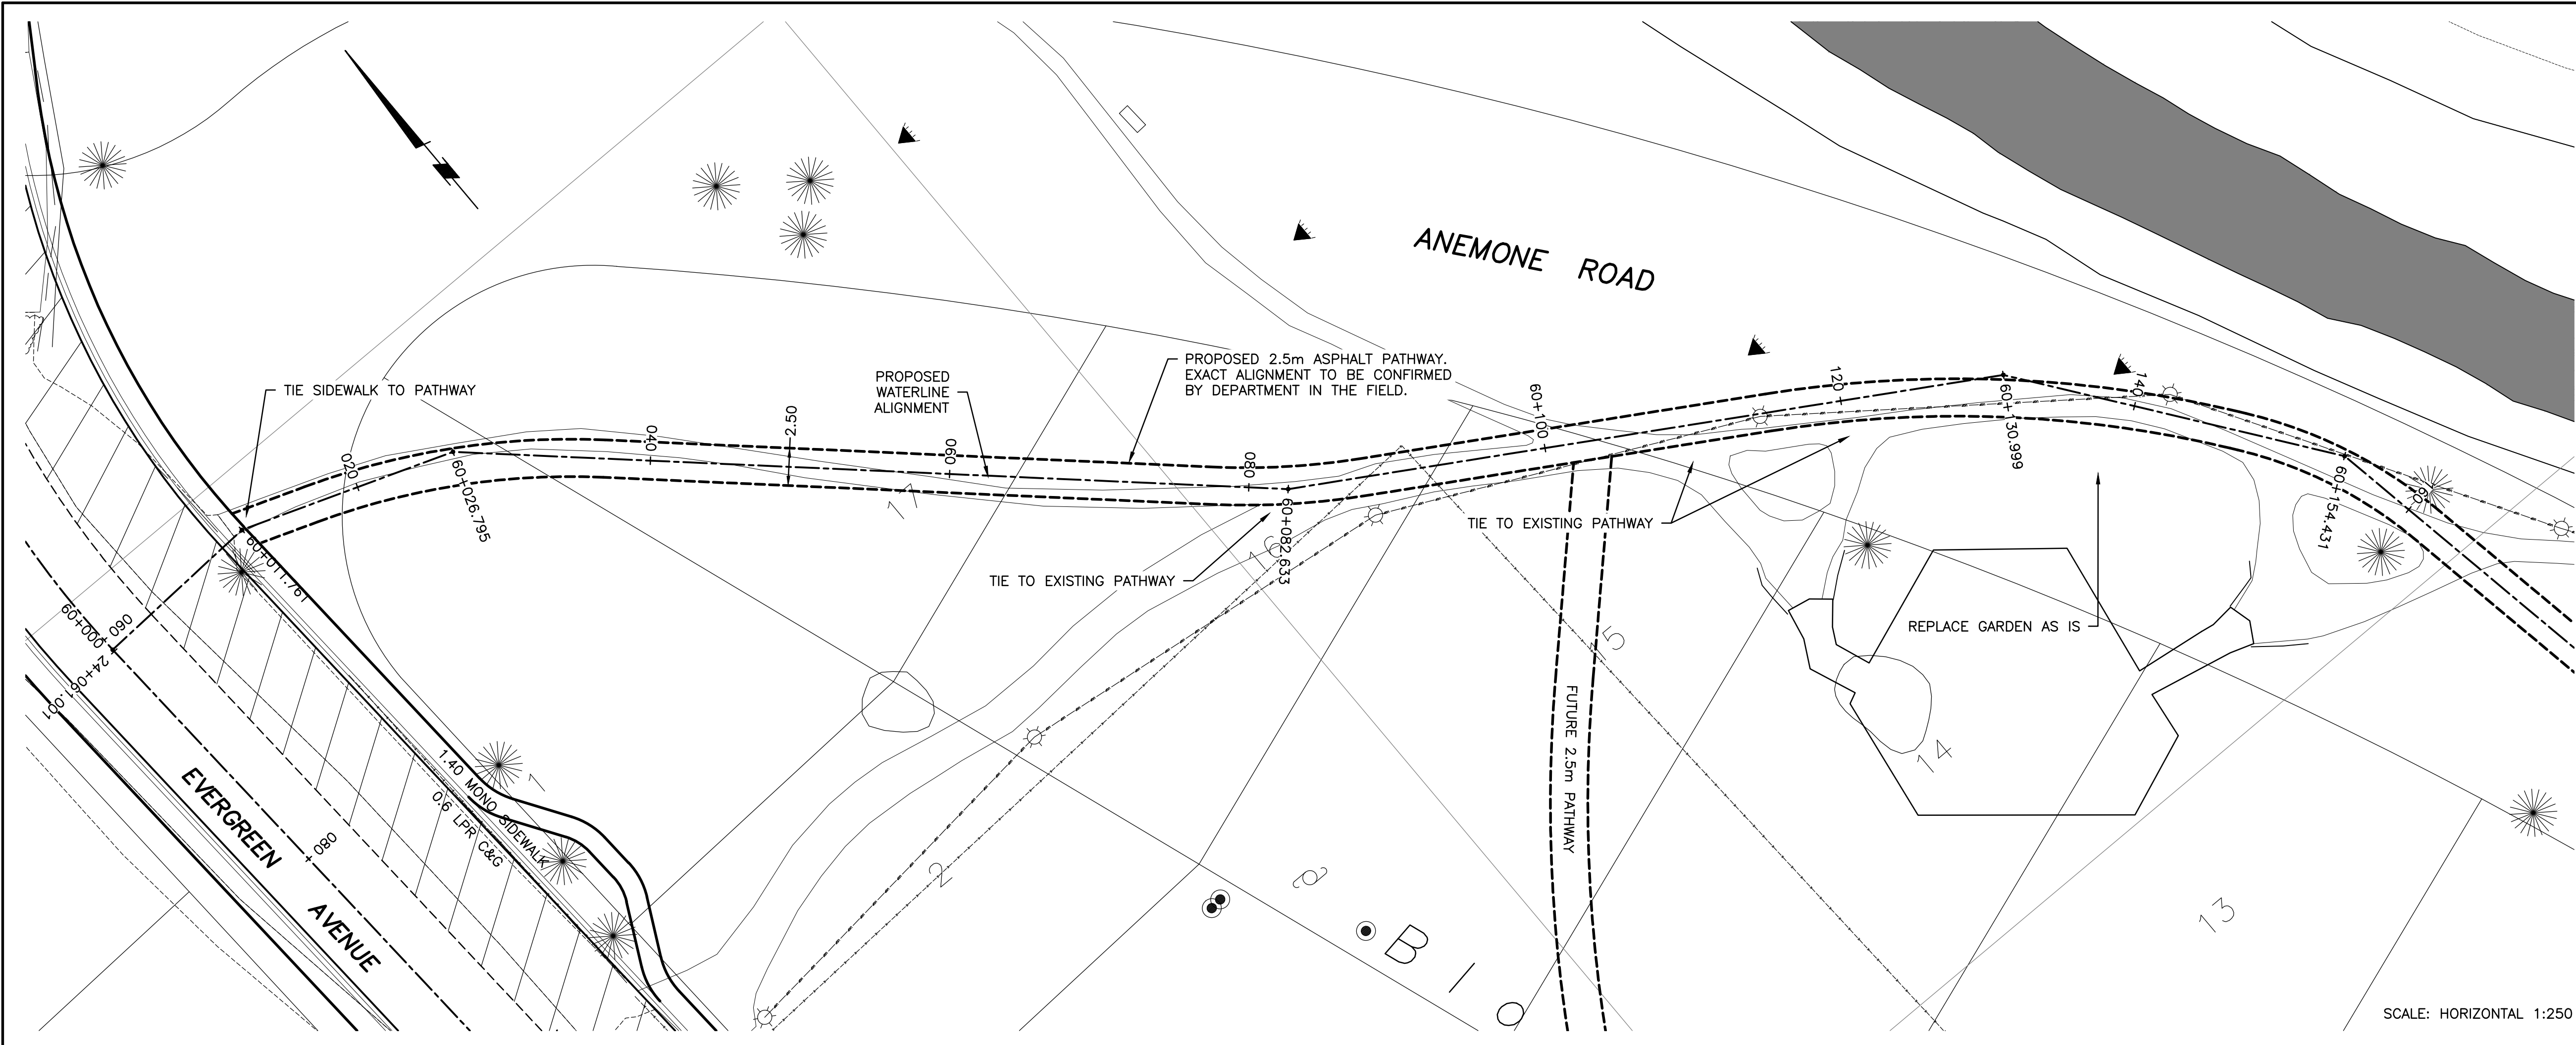 ANEMONE ROAD
TIE SIDEWALK TO PATHWAY
PROPOSED
WATERLINE
ALIGNMENT
PROPOSED 2.5m ASPHALT PATHWAY.
EXACT ALIGNMENT TO BE CONFIRMED
BY DEPARTMENT IN THE FIELD.
2.50
020
040
060
080
60+100
120
140
60+011.761
60+026.795
60+082.633
60+130.999
60+154.431
17
16
15
TIE TO EXISTING PATHWAY
TIE TO EXISTING PATHWAY
REPLACE GARDEN AS IS
60+000
060
24+061.001
FUTURE 2.5m PATHWAY
14
13
1
2
1.40 MONO SIDEWALK
0.6 LPR C&G
EVERGREEN AVENUE
080
B I O
SCALE: HORIZONTAL 1:250